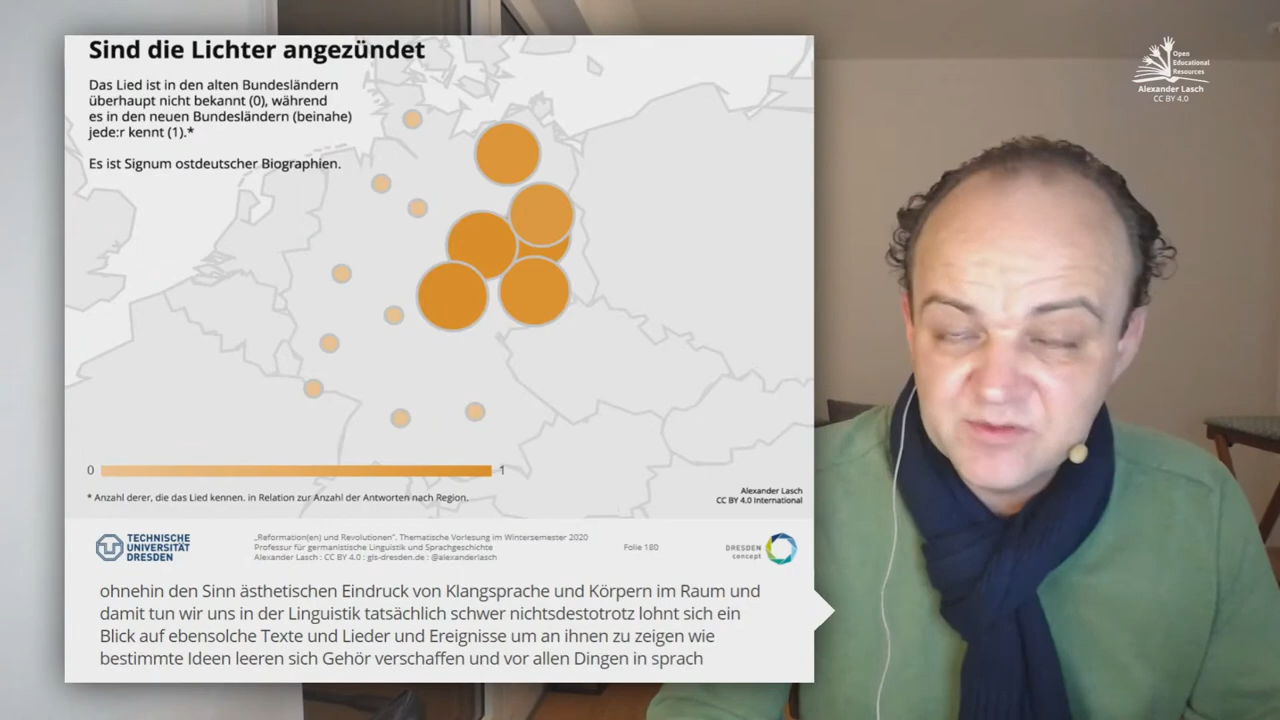 Sind die Lichter angezündet
Das Lied ist in den alten Bundesländern
überhaupt nicht bekannt (0), während
es in den neuen Bundesländern (beinahe)
jede:r kennt (1).*
Es ist Signum ostdeutscher Biographien.
0
1
* Anzahl derer, die das Lied kennen. in Relation zur Anzahl der Antworten nach Region.
Alexander Lasch
CC BY 4.0 International
TECHNISCHE
UNIVERSITÄT
DRESDEN
„Reformation(en) und Revolutionen“. Thematische Vorlesung im Wintersemester 2020
Professur für germanistische Linguistik und Sprachgeschichte
Alexander Lasch : CC BY 4.0 : gls-dresden.de : @alexanderlasch
Folie 180
DRESDEN
concept
ohnehin den Sinn ästhetischen Eindruck von Klangsprache und Körpern im Raum und
damit tun wir uns in der Linguistik tatsächlich schwer nichtsdestotrotz lohnt sich ein
Blick auf ebensolche Texte und Lieder und Ereignisse um an ihnen zu zeigen wie
bestimmte Ideen leeren sich Gehör verschaffen und vor allen Dingen in sprach
Open
Educational
Resources
Alexander Lasch
CC BY 4.0